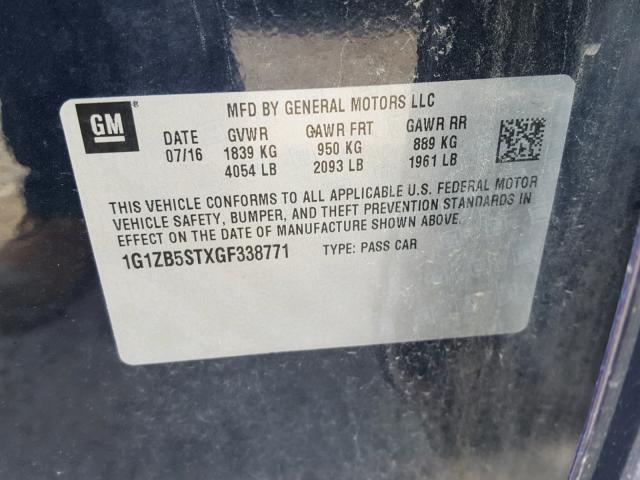 GM
®
MFD BY GENERAL MOTORS LLC
DATE GVWR GAWR FRT GAWR RR
07/16 1839 KG 950 KG 889 KG
4054 LB 2093 LB 1961 LB
THIS VEHICLE CONFORMS TO ALL APPLICABLE U.S. FEDERAL MOTOR
VEHICLE SAFETY, BUMPER, AND THEFT PREVENTION STANDARDS IN
EFFECT ON THE DATE OF MANUFACTURE SHOWN ABOVE.
1G1ZB5STXGF338771 TYPE: PASS CAR